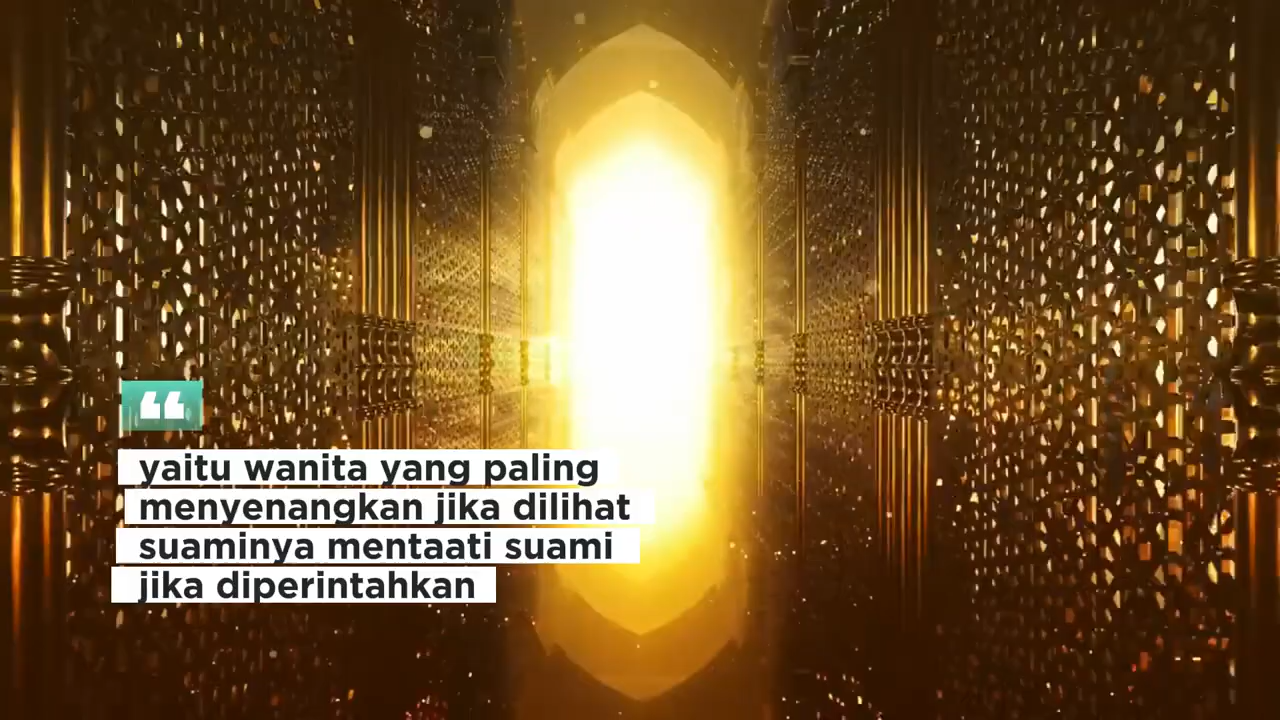 ❝
yaitu wanita yang paling
menyenangkan jika dilihat
suaminya mentaati suami
jika diperintahkan